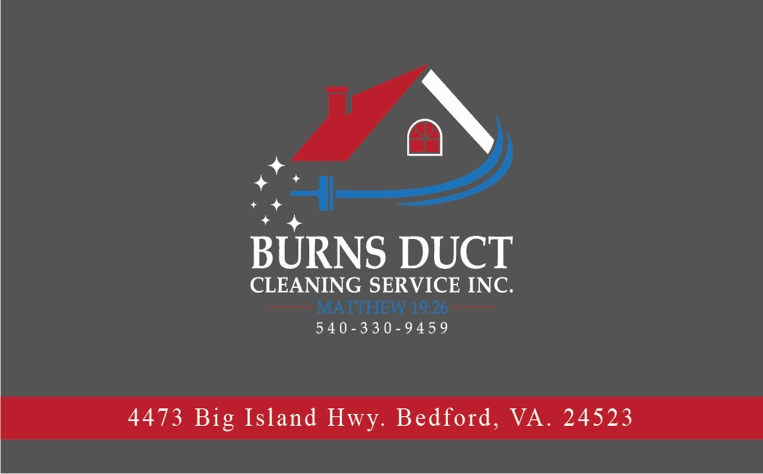 BURNS DUCT
CLEANING SERVICE INC.
MATTHEW 19:26
540-330-9459
4473 Big Island Hwy. Bedford, VA. 24523